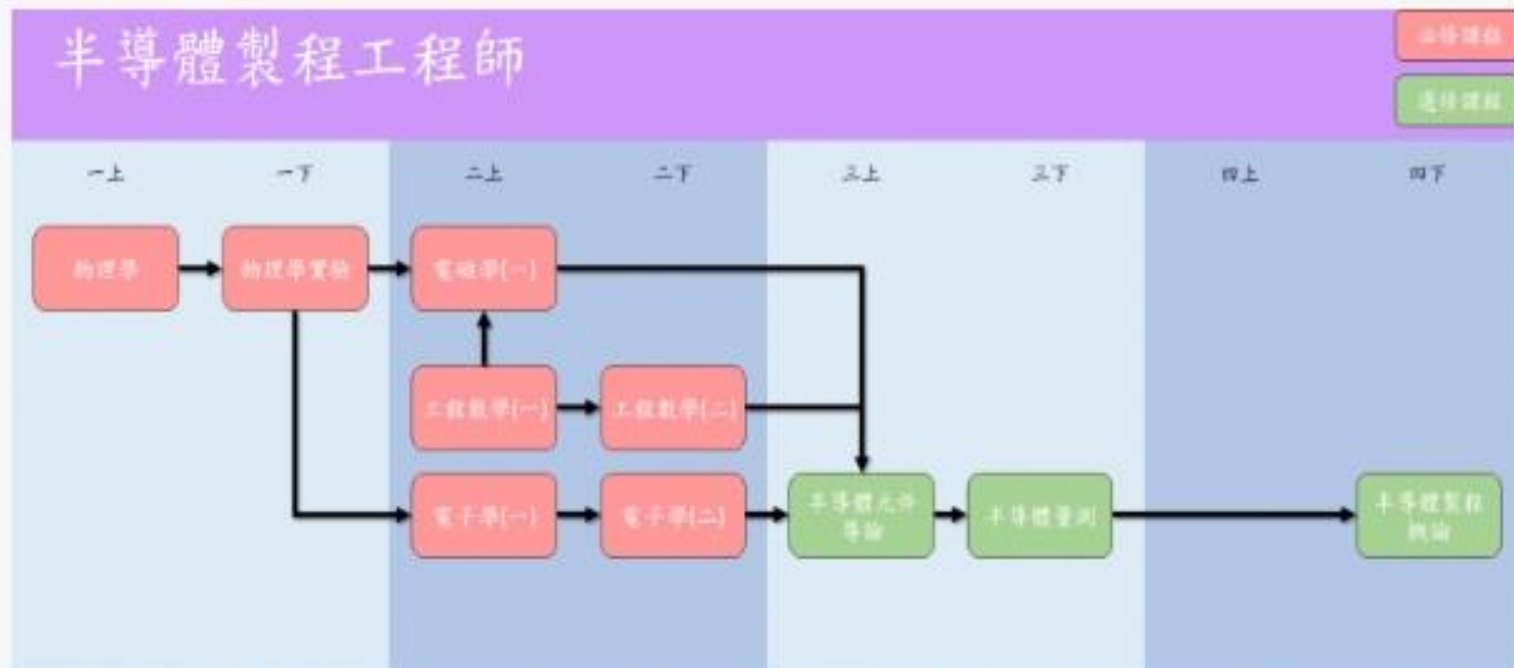 半導體製程工程師
必修課程
選修課程
一上
一下
二上
二下
三上
三下
四上
四下
物理學
物理學實驗
電磁學(一)
工程數學(一)
工程數學(二)
電子學(一)
電子學(二)
半導體元件
導論
半導體量測
半導體製程
概論